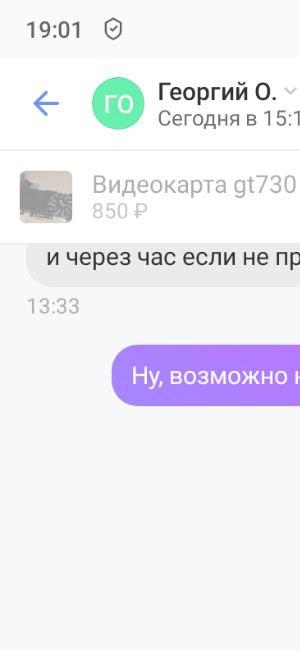 19:01
ГО
Георгий О.
Сегодня в 15:1
Видеокарта gt730
850 ₽
и через час если не пр
13:33
Ну, возможно н